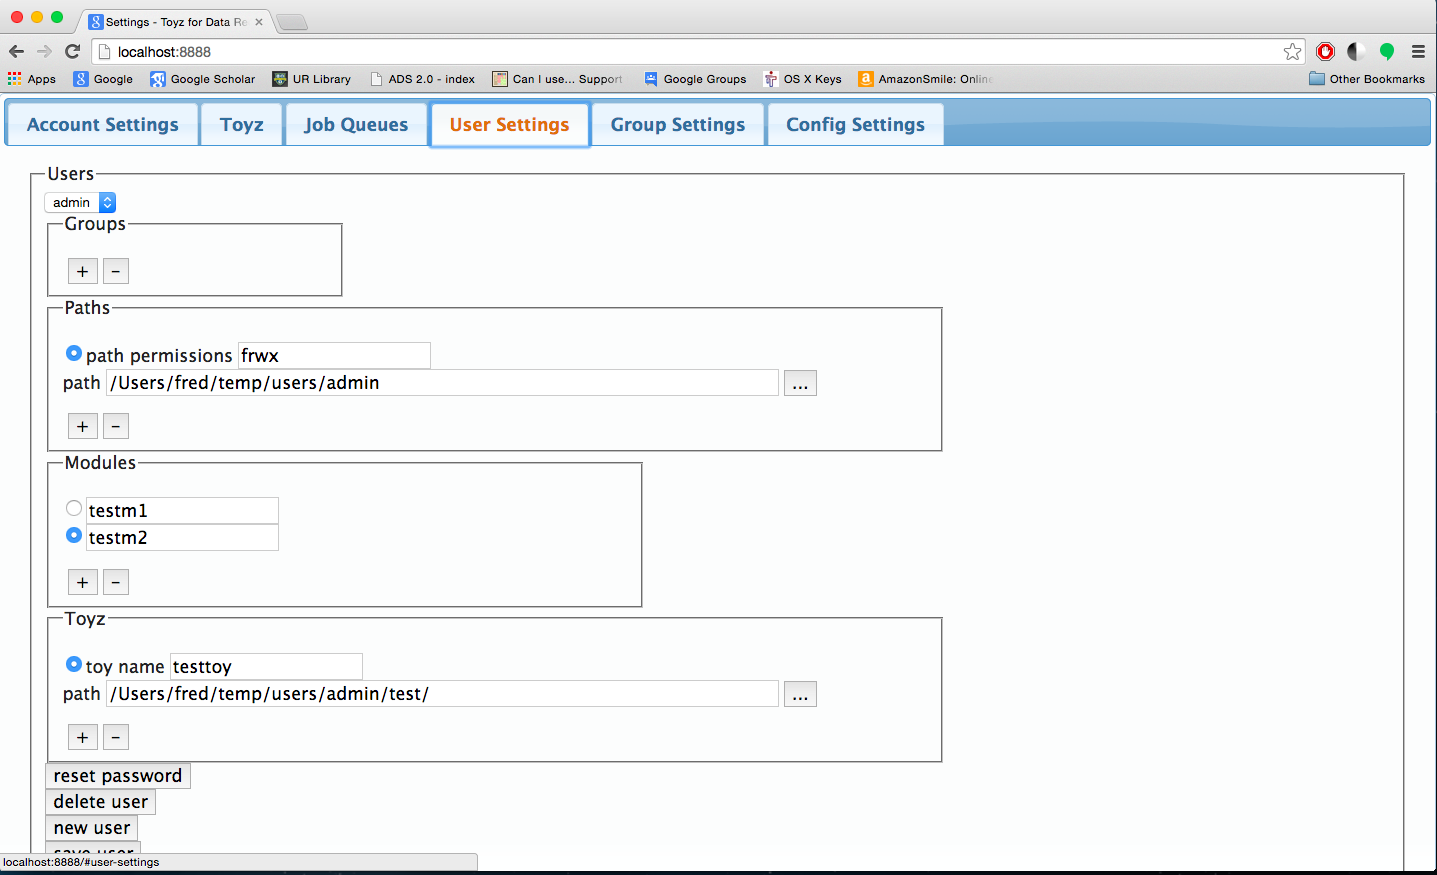 Settings - Toyz for Data Re
localhost:8888
Apps Google Google Scholar UR Library ADS 2.0 - index Can I use... Support Google Groups OS X Keys AmazonSmile: Online Other Bookmarks
Account Settings Toyz Job Queues User Settings Group Settings Config Settings
Users
admin
Groups
+ -
Paths
path permissions frwx
path /Users/fred/temp/users/admin ...
+ -
Modules
testm1
testm2
+ -
Toyz
toy name testtoy
path /Users/fred/temp/users/admin/test/ ...
+ -
reset password
delete user
new user
save user
localhost:8888/#user-settings